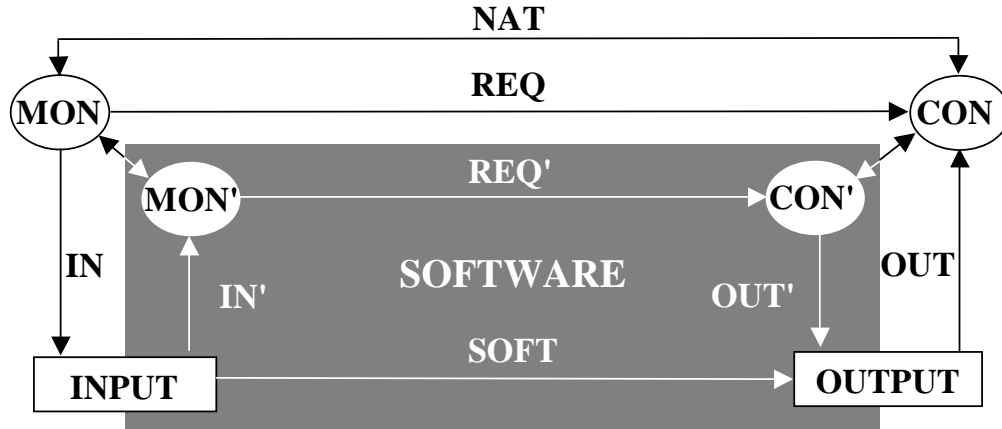 NAT
MON
REQ
CON
MON'
REQ'
CON'
IN
IN'
SOFTWARE
OUT'
OUT
INPUT
SOFT
OUTPUT